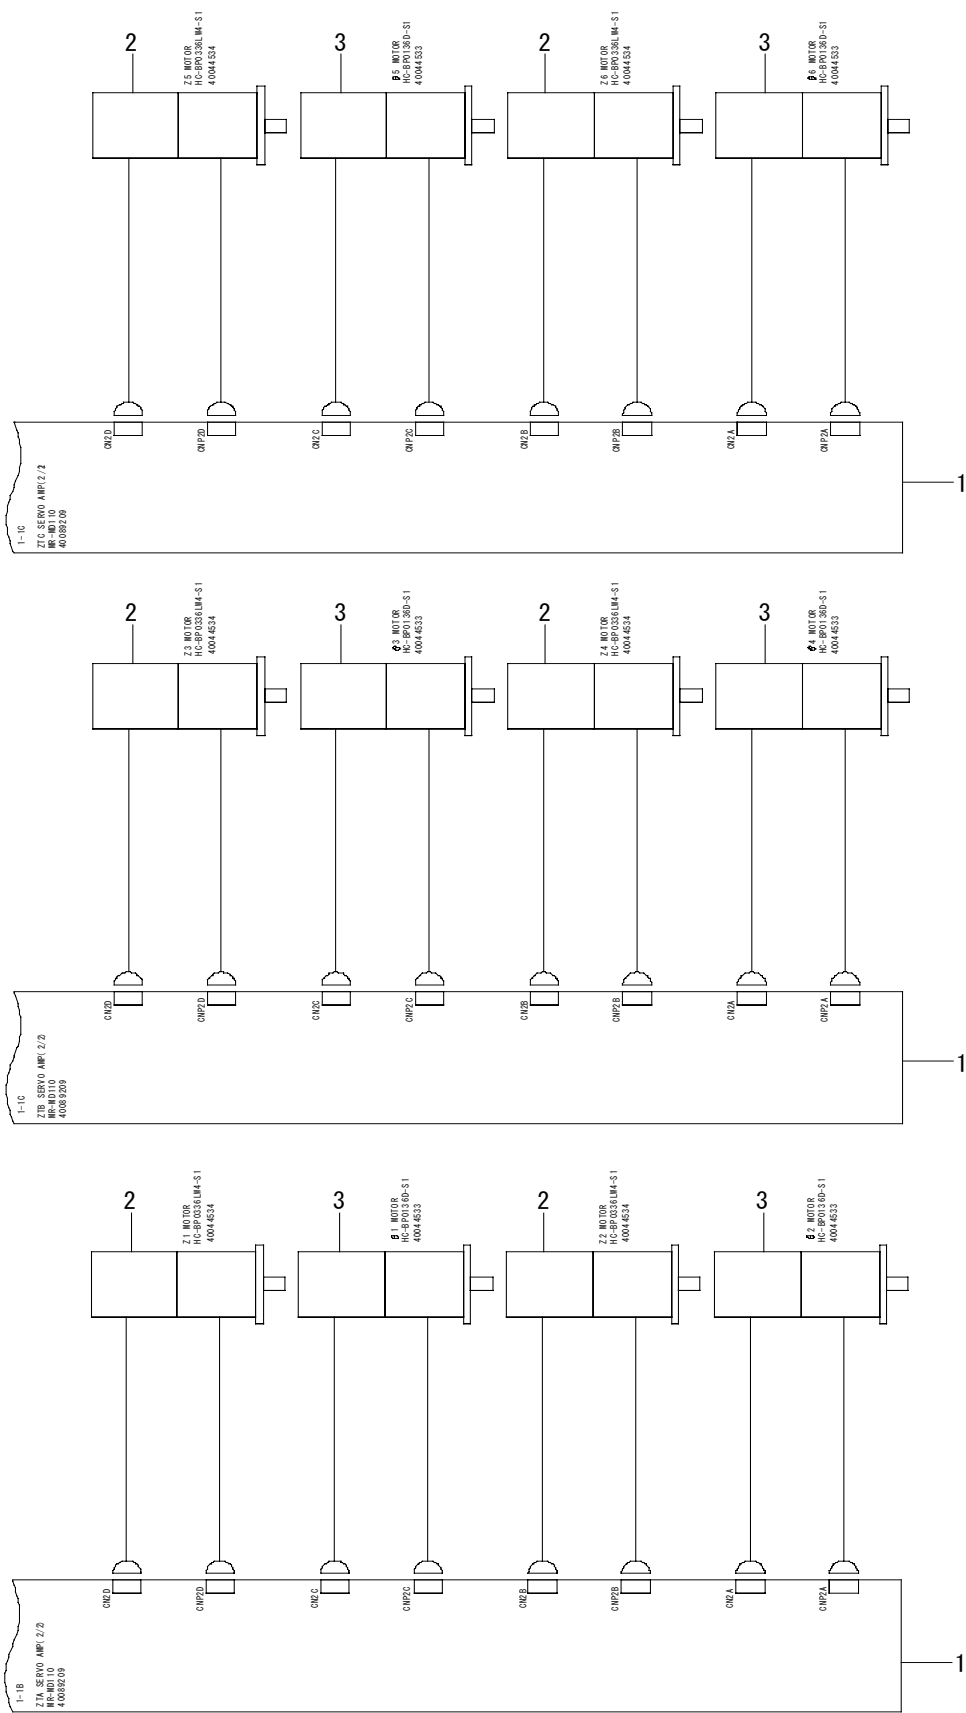 2
Z5 MOTOR
HC-BP0336LW4-S1
40044534
3
θ5 MOTOR
HC-BP0136D-S1
40044533
2
Z6 MOTOR
HC-BP0336LW4-S1
40044534
3
θ6 MOTOR
HC-BP0136D-S1
40044533
CN2D
CNP2D
CN2C
CNP2C
CN2B
CNP2B
CN2A
CNP2A
1
1-1C
ZTC SERVO AMP(2/2)
MR-MD110
40089209
2
Z3 MOTOR
HC-BP0336LW4-S1
40044534
3
θ3 MOTOR
HC-BP0136D-S1
40044533
2
Z4 MOTOR
HC-BP0336LW4-S1
40044534
3
θ4 MOTOR
HC-BP0136D-S1
40044533
CN2D
CNP2D
CN2C
CNP2C
CN2B
CNP2B
CN2A
CNP2A
1
1-1C
ZTB SERVO AMP(2/2)
MR-MD110
40089209
2
Z1 MOTOR
HC-BP0336LW4-S1
40044534
3
θ1 MOTOR
HC-BP0136D-S1
40044533
2
Z2 MOTOR
HC-BP0336LW4-S1
40044534
3
θ2 MOTOR
HC-BP0136D-S1
40044533
CN2D
CNP2D
CN2C
CNP2C
CN2B
CNP2B
CN2A
CNP2A
1
1-1B
ZTA SERVO AMP(2/2)
MR-MD110
40089209